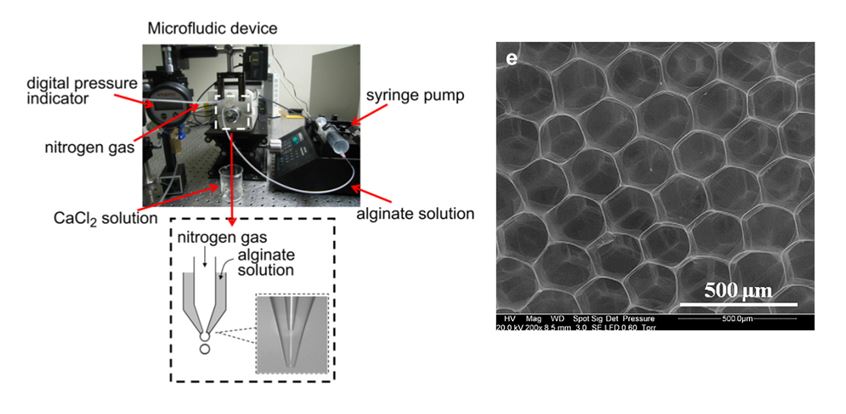 Microfludic device
digital pressure
indicator
nitrogen gas
CaCl2 solution
syringe pump
alginate solution
nitrogen gas
alginate
solution
e
500 µm
HV Mag WD Spot Sig Det Pressure
20.0 kV 200x 8.5 mm 3.0 SE LFD 0.60 Torr
500.0µm